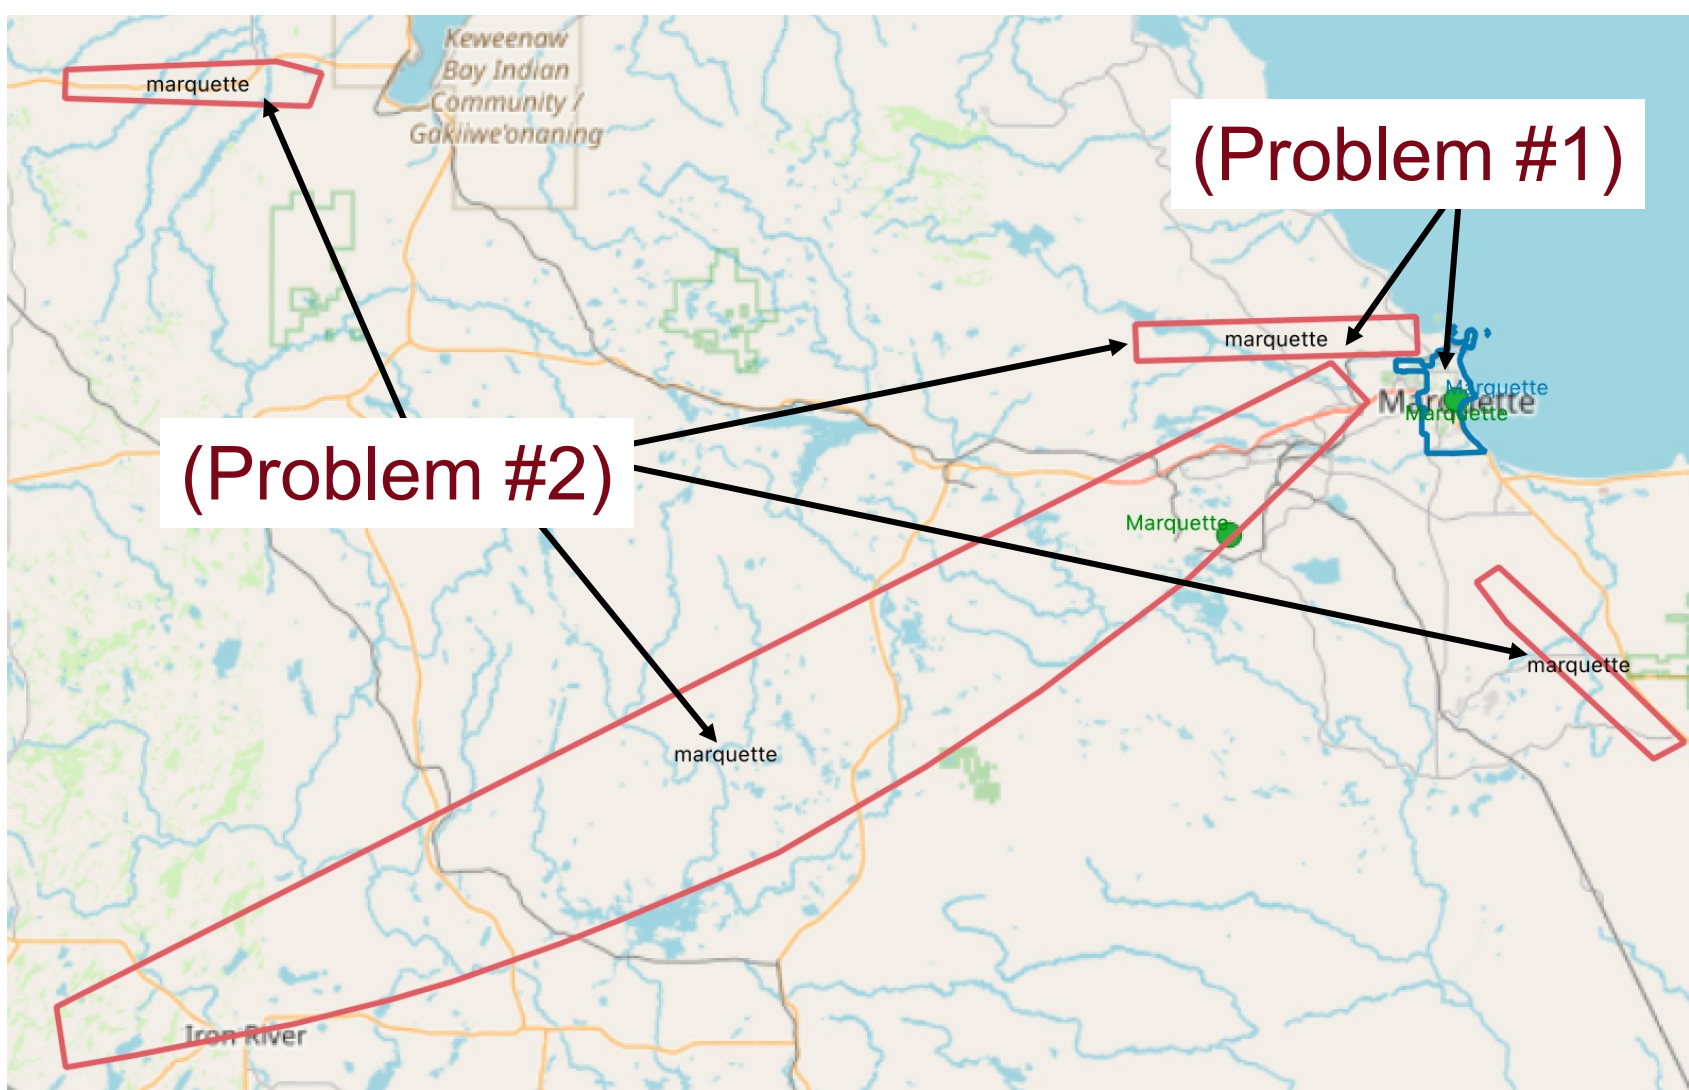 Keweenaw
Bay Indian
Community /
Gakiiwe'onaning
marquette
(Problem #1)
marquette
Marquette
Marquette
Marquette
(Problem #2)
Marquette
marquette
marquette
Iron River